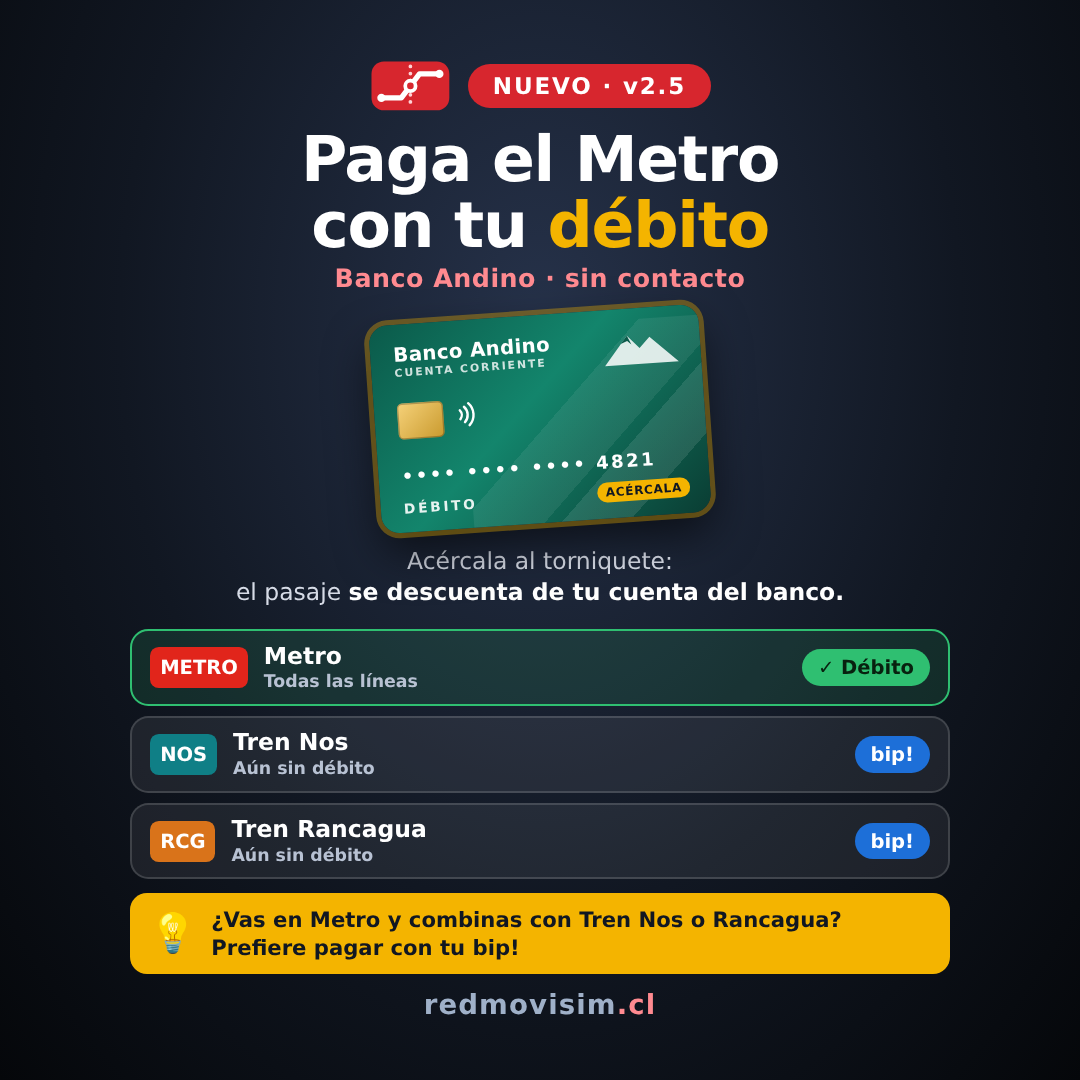 NUEVO · v2.5
Paga el Metro
con tu débito
Banco Andino · sin contacto
Banco Andino
CUENTA CORRIENTE
•••• •••• •••• 4821
DÉBITO
ACÉRCALA
Acércala al torniquete:
el pasaje se descuenta de tu cuenta del banco.
METRO
Metro
Todas las líneas
✓ Débito
NOS
Tren Nos
Aún sin débito
bip!
RCG
Tren Rancagua
Aún sin débito
bip!
¿Vas en Metro y combinas con Tren Nos o Rancagua?
Prefiere pagar con tu bip!
redmovisim.cl